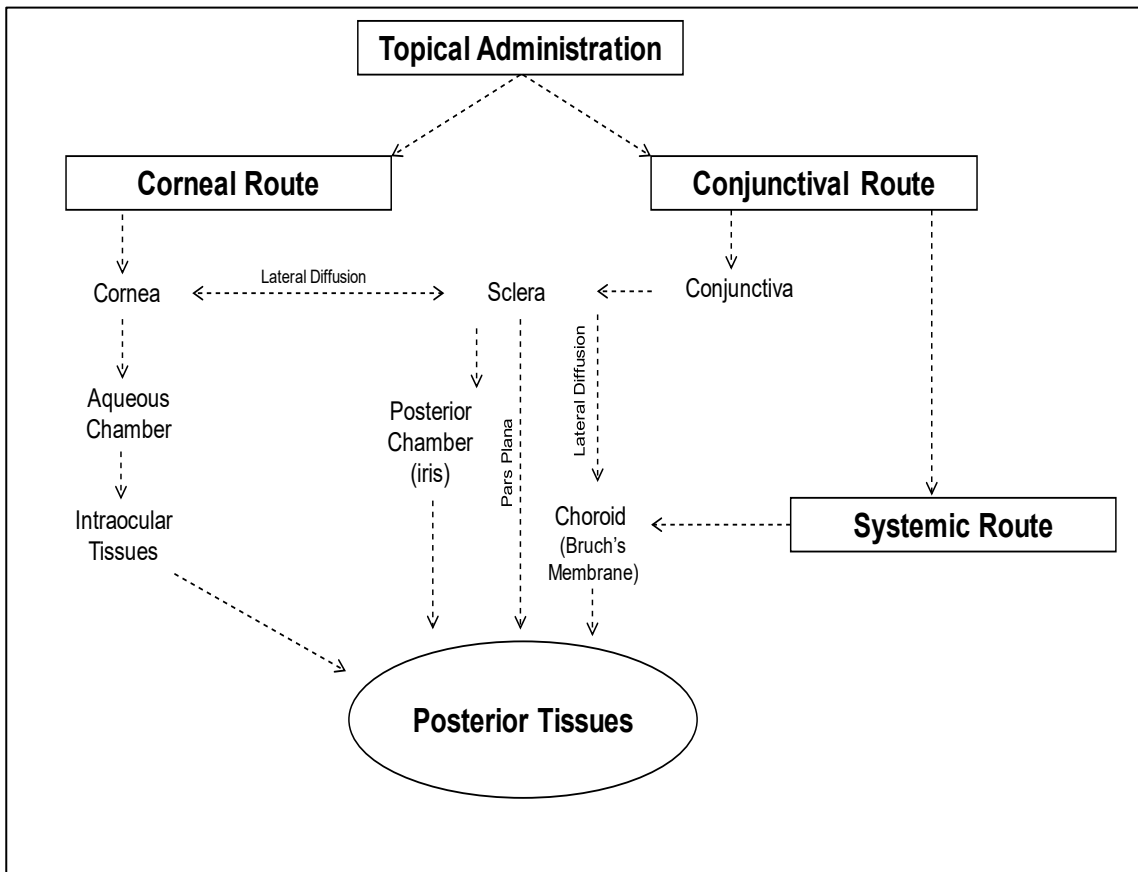 Topical Administration
Corneal Route
Conjunctival Route
Lateral Diffusion
Cornea
Sclera
Conjunctiva
Aqueous
Chamber
Posterior
Chamber
(iris)
Pars Plana
Lateral Diffusion
Intraocular
Tissues
Choroid
(Bruch's
Membrane)
Systemic Route
Posterior Tissues